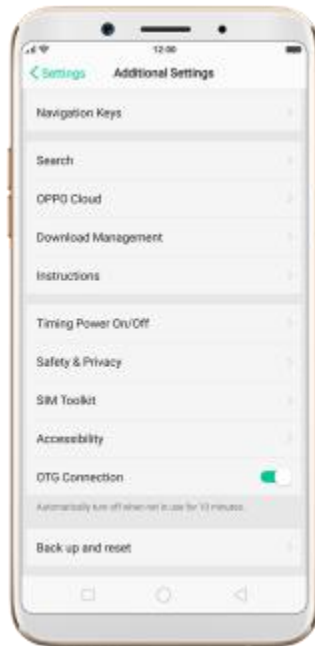 12:00
Settings
Additional Settings
Navigation Keys
Search
OPPO Cloud
Download Management
Instructions
Timing Power On/Off
Safety & Privacy
SIM Toolkit
Accessibility
OTG Connection
Automatically turn off when not in use for 10 minutes.
Back up and reset